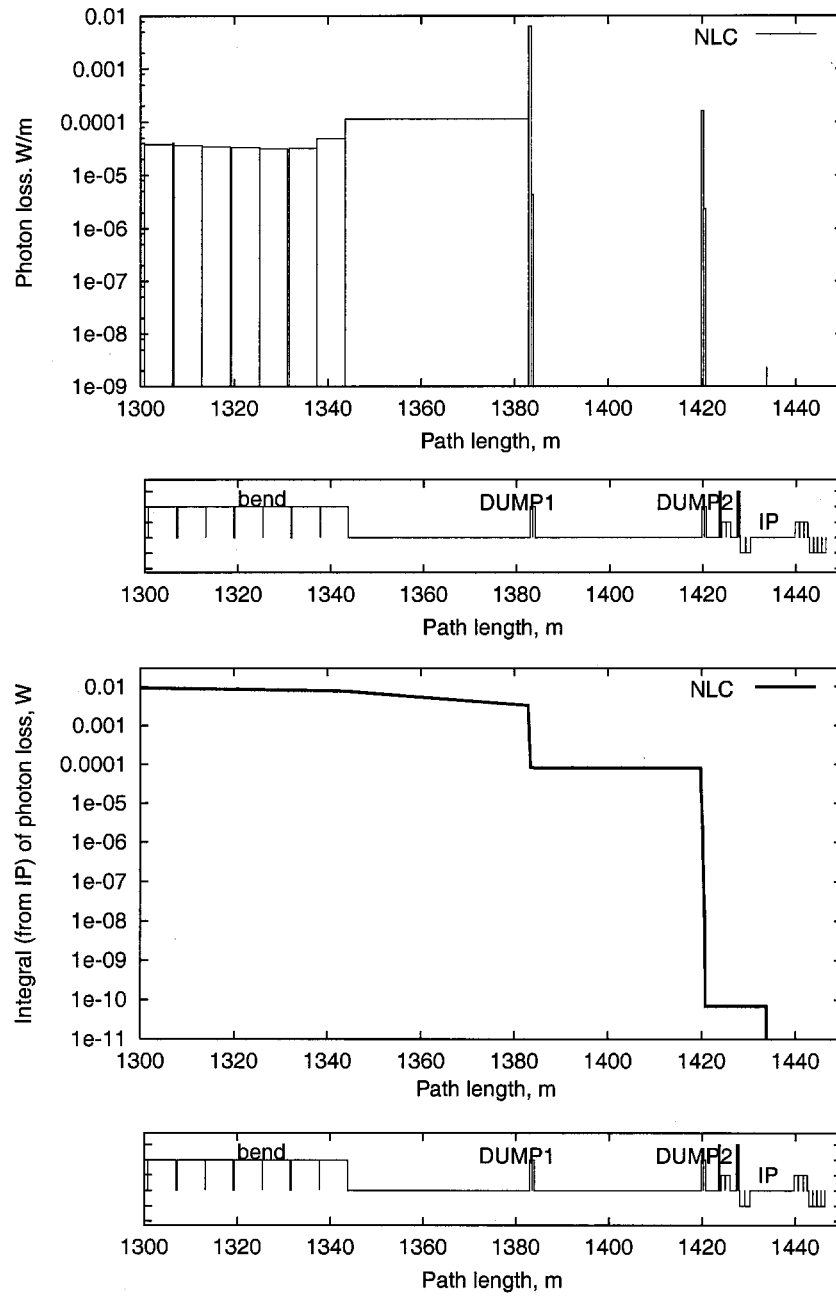 0.01
NLC
0.001
0.0001
1e-05
1e-06
1e-07
1e-08
1e-09
Photon loss. W/m
1300 1320 1340 1360 1380 1400 1420 1440
Path length, m
bend DUMP1 DUMP2 IP
1300 1320 1340 1360 1380 1400 1420 1440
Path length, m
0.01
NLC
0.001
0.0001
1e-05
1e-06
1e-07
1e-08
1e-09
1e-10
1e-11
Integral (from IP) of photon loss, W
1300 1320 1340 1360 1380 1400 1420 1440
Path length, m
bend DUMP1 DUMP2 IP
1300 1320 1340 1360 1380 1400 1420 1440
Path length, m